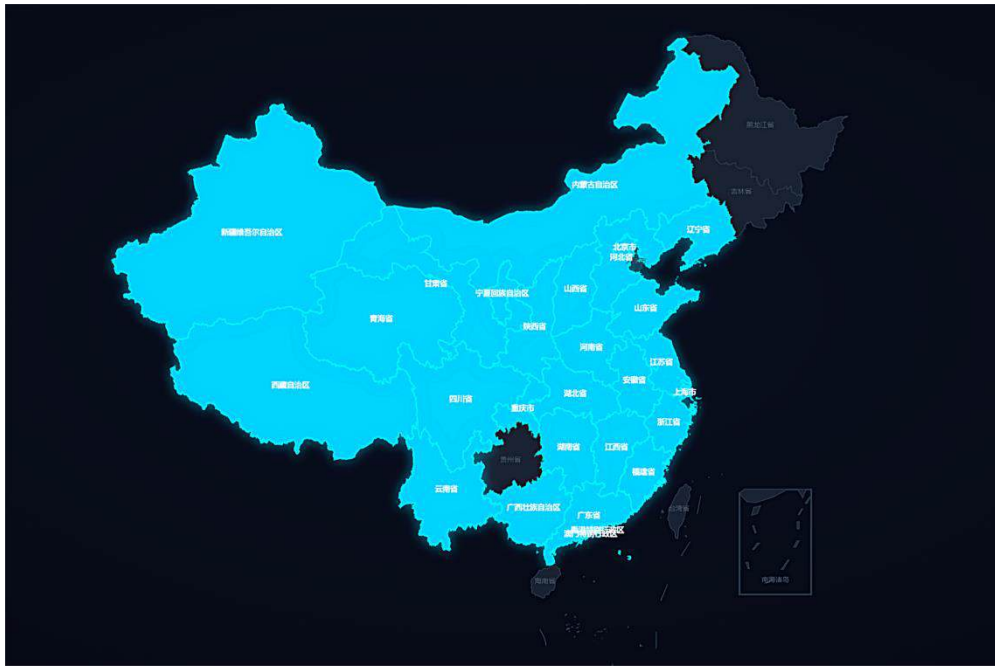 黑龙江省
内蒙古自治区
吉林省
辽宁省
新疆维吾尔自治区
北京市
河北省
甘肃省
宁夏回族自治区
山西省
山东省
青海省
陕西省
河南省
江苏省
西藏自治区
安徽省
上海市
四川省
湖北省
重庆市
浙江省
湖南省
江西省
贵州省
福建省
云南省
广西壮族自治区
台湾省
广东省
香港特别行政区
澳门特别行政区
海南省